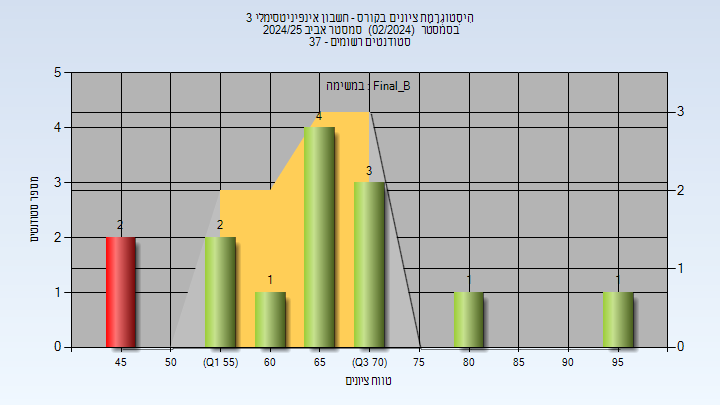 היסטוגרמת ציונים בקורס - חשבון אינפיניטסימלי 3
בסמסטר (02/2024) סמסטר אביב 2024/25
סטודנטים רשומים - 37
במשימה : Final_B
מספר סטודנטים
5
4
3
2
1
0
3
2
1
0
2
2
1
4
3
1
1
45 50 (Q1 55) 60 65 (Q3 70) 75 80 85 90 95
טווח ציונים